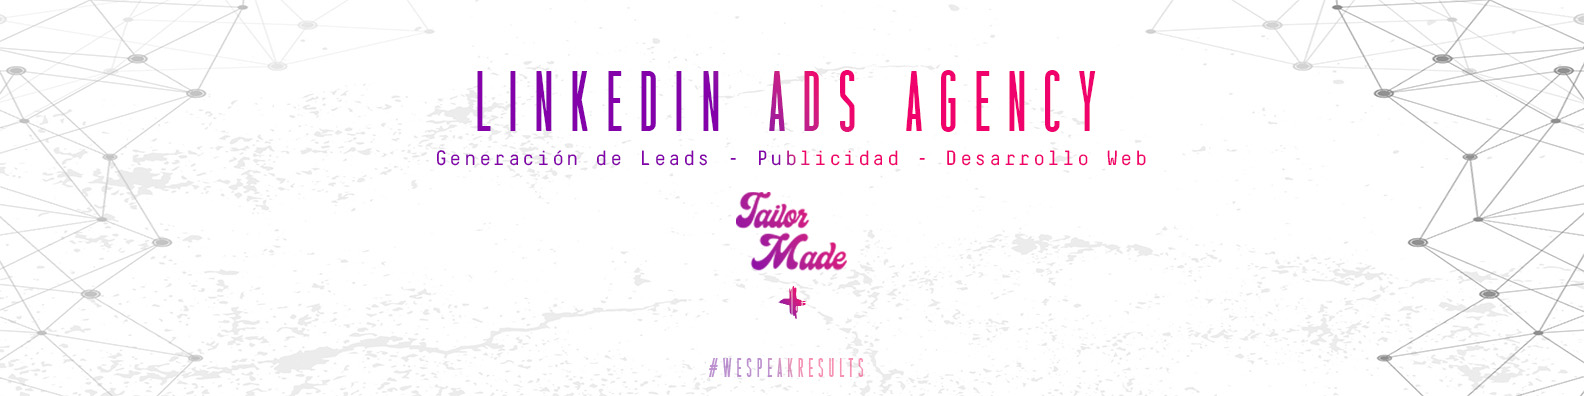 LINKEDIN ADS AGENCY
Generación de Leads - Publicidad - Desarrollo Web
Tailor
Made
#WESPEAKRESULTS